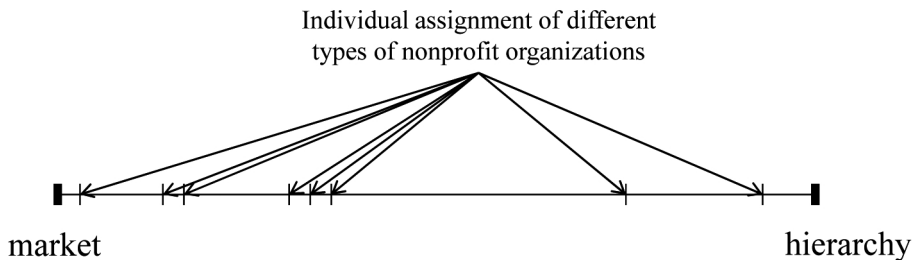 Individual assignment of different
types of nonprofit organizations
market
hierarchy